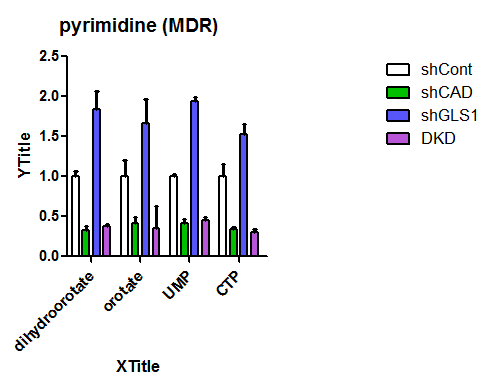 pyrimidine (MDR)
YTitle
2.5
2.0
1.5
1.0
0.5
0.0
dihydroorotate
orotate
UMP
CTP
XTitle
shCont
shCAD
shGLS1
DKD